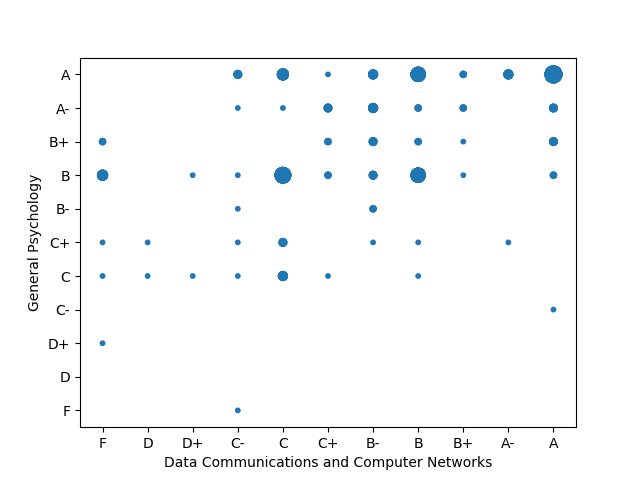 General Psychology
A
A-
B+
B
B-
C+
C
C-
D+
D
F
F D D+ C- C C+ B- B B+ A- A
Data Communications and Computer Networks